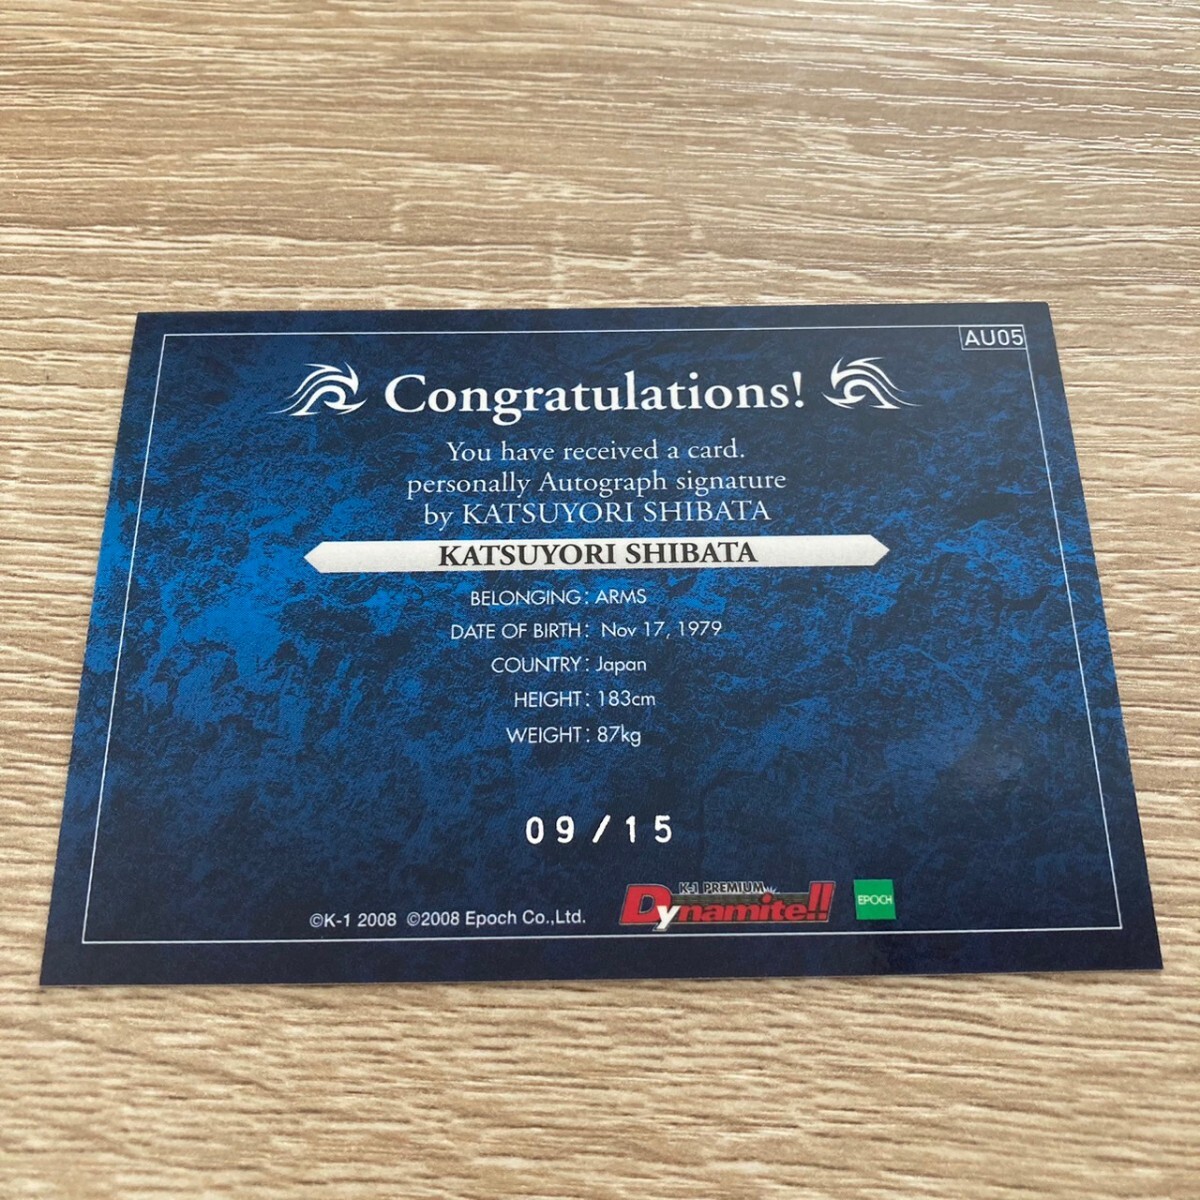 AU05
Congratulations!
You have received a card.
personally Autograph signature
by KATSUYORI SHIBATA
KATSUYORI SHIBATA
BELONGING: ARMS
DATE OF BIRTH: Nov 17, 1979
COUNTRY: Japan
HEIGHT: 183cm
WEIGHT: 87kg
09/15
K-1 PREMIUM
Dynamite!!
EPOCH
©K-1 2008 ©2008 Epoch Co.,Ltd.